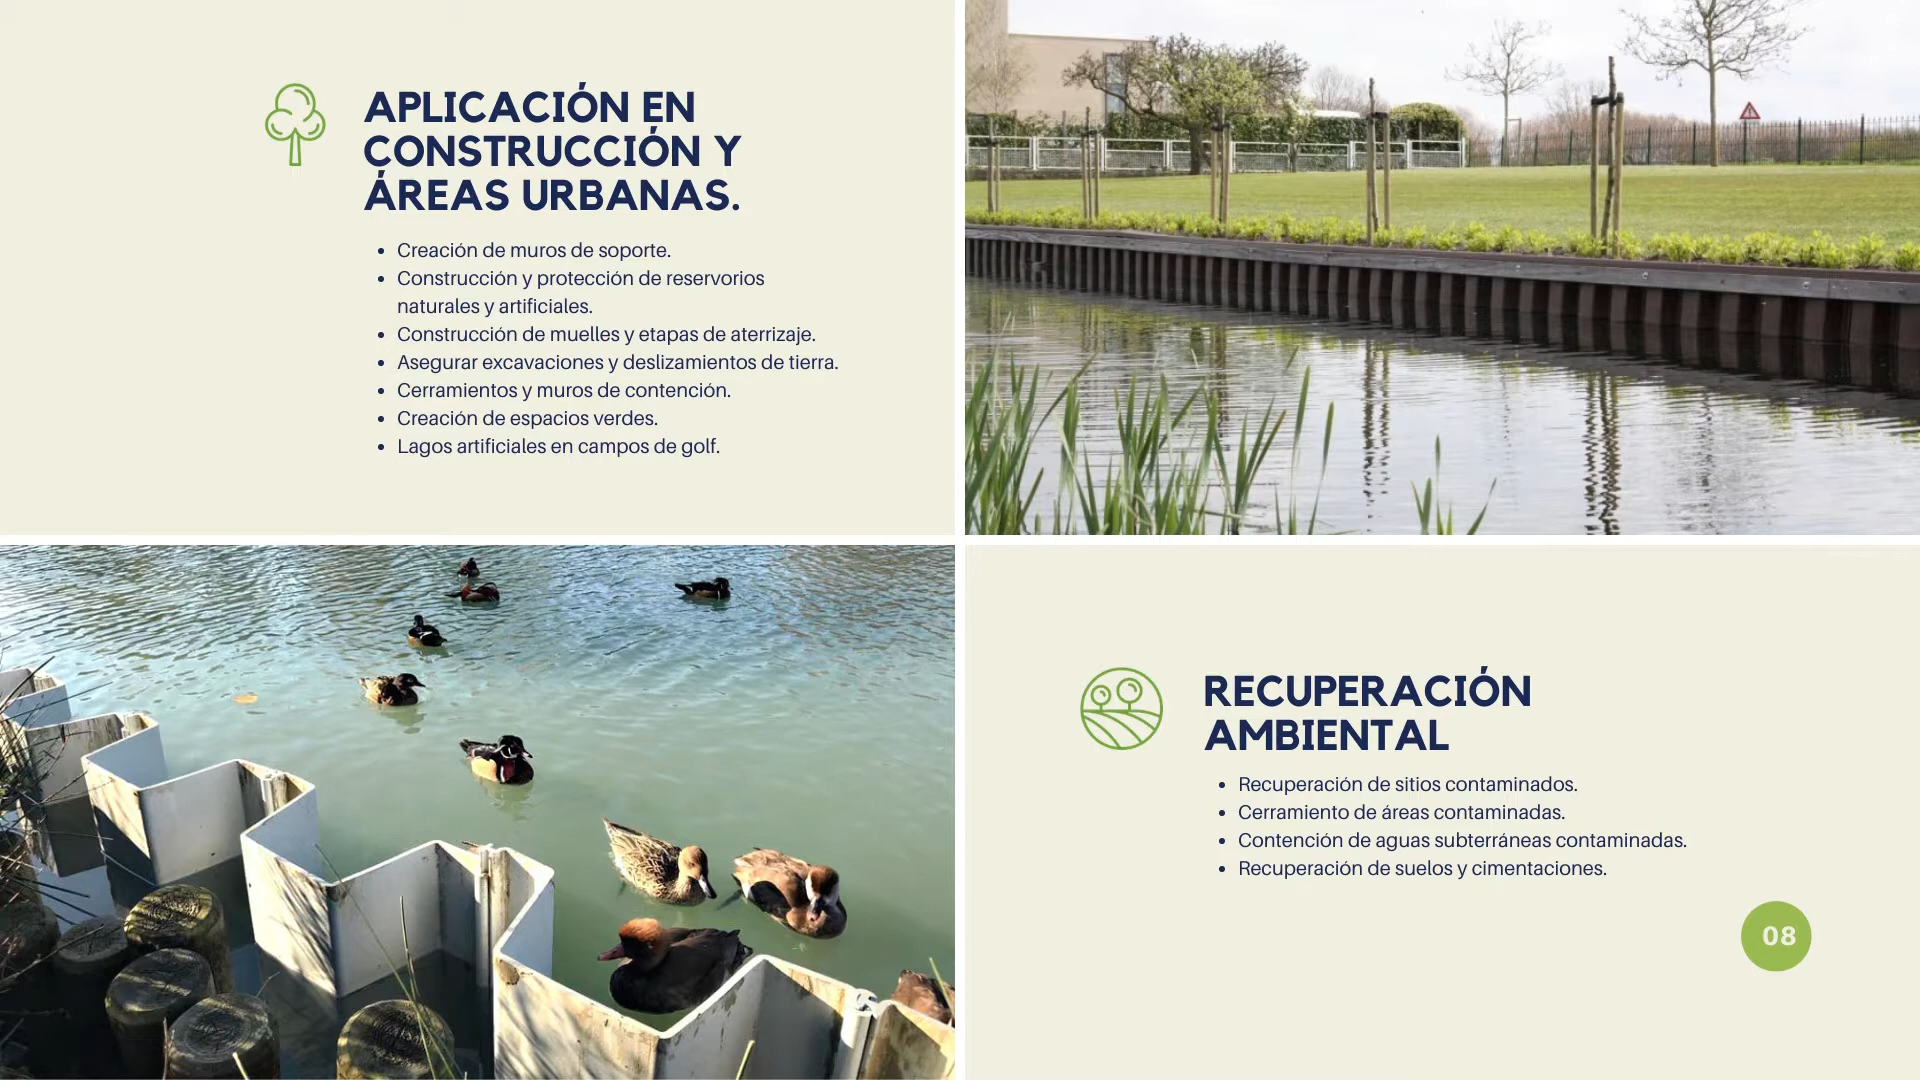 APLICACIÓN EN
CONSTRUCCIÓN Y
ÁREAS URBANAS.
• Creación de muros de soporte.
• Construcción y protección de reservorios
naturales y artificiales.
• Construcción de muelles y etapas de aterrizaje.
• Asegurar excavaciones y deslizamientos de tierra.
• Cerramientos y muros de contención.
• Creación de espacios verdes.
• Lagos artificiales en campos de golf.
RECUPERACIÓN
AMBIENTAL
• Recuperación de sitios contaminados.
• Cerramiento de áreas contaminadas.
• Contención de aguas subterráneas contaminadas.
• Recuperación de suelos y cimentaciones.
08